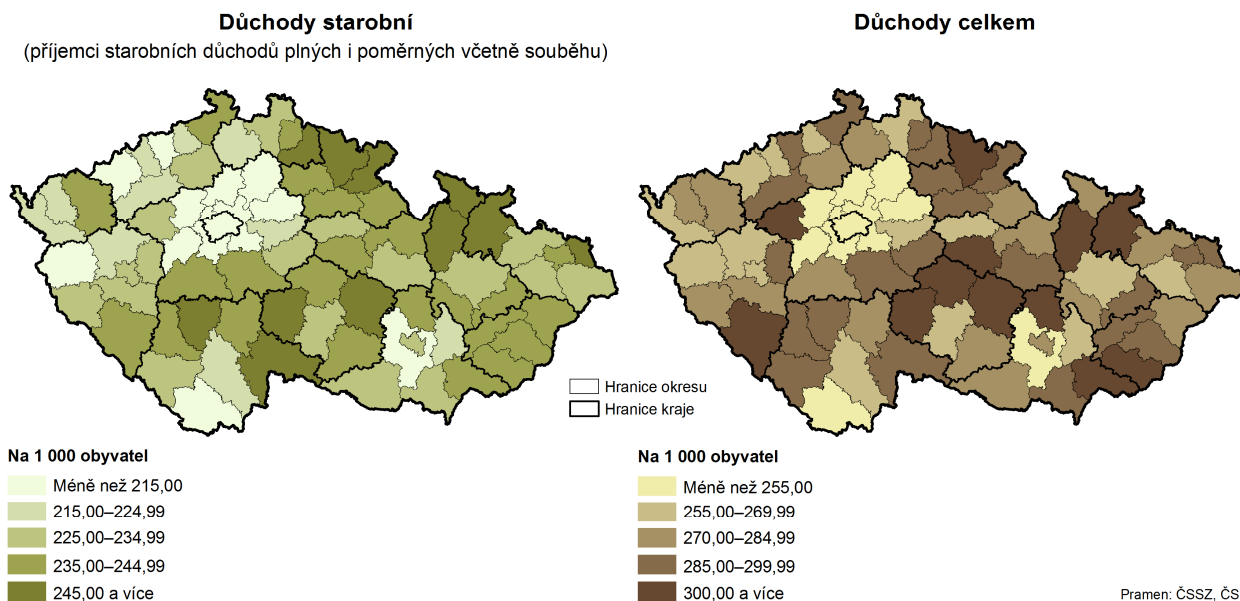 Důchody starobní
(příjemci starobních důchodů plných i poměrných včetně souběhu)
Důchody celkem
Hranice okresu
Hranice kraje
Na 1 000 obyvatel
Méně než 215,00
215,00–224,99
225,00–234,99
235,00–244,99
245,00 a více
Na 1 000 obyvatel
Méně než 255,00
255,00–269,99
270,00–284,99
285,00–299,99
300,00 a více
Pramen: ČSSZ, ČS